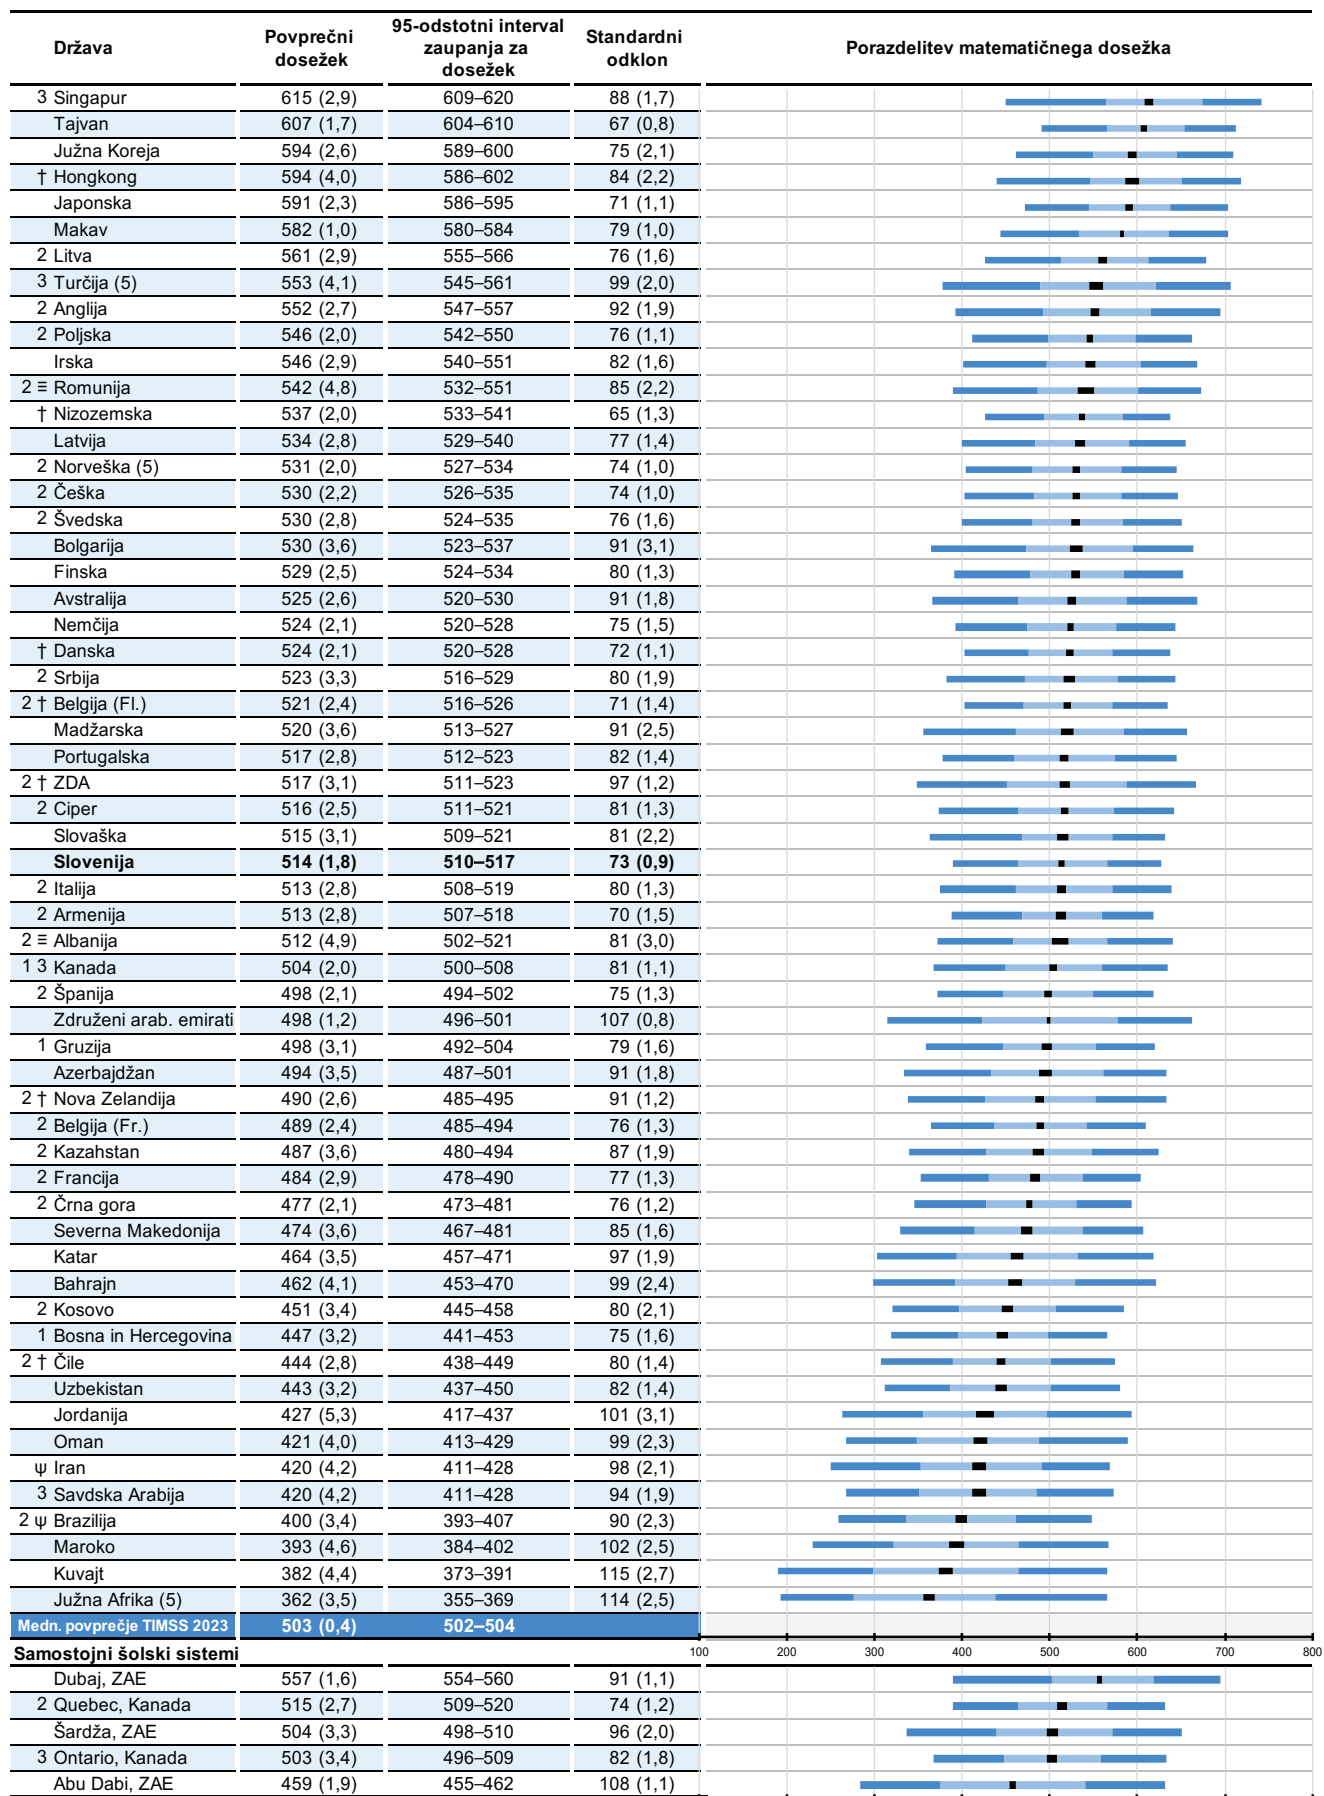 Država Povprečni dosežek 95-odstotni interval zaupanja za dosežek Standardni odklon Porazdelitev matematičnega dosežka
3 Singapur 615 (2,9) 609–620 88 (1,7)
Tajvan 607 (1,7) 604–610 67 (0,8)
Južna Koreja 594 (2,6) 589–600 75 (2,1)
† Hongkong 594 (4,0) 586–602 84 (2,2)
Japonska 591 (2,3) 586–595 71 (1,1)
Makav 582 (1,0) 580–584 79 (1,0)
2 Litva 561 (2,9) 555–566 76 (1,6)
3 Turčija (5) 553 (4,1) 545–561 99 (2,0)
2 Anglija 552 (2,7) 547–557 92 (1,9)
2 Poljska 546 (2,0) 542–550 76 (1,1)
Irska 546 (2,9) 540–551 82 (1,6)
2 ≡ Romunija 542 (4,8) 532–551 85 (2,2)
† Nizozemska 537 (2,0) 533–541 65 (1,3)
Latvija 534 (2,8) 529–540 77 (1,4)
2 Norveška (5) 531 (2,0) 527–534 74 (1,0)
2 Češka 530 (2,2) 526–535 74 (1,0)
2 Švedska 530 (2,8) 524–535 76 (1,6)
Bolgarija 530 (3,6) 523–537 91 (3,1)
Finska 529 (2,5) 524–534 80 (1,3)
Avstralija 525 (2,6) 520–530 91 (1,8)
Nemčija 524 (2,1) 520–528 75 (1,5)
† Danska 524 (2,1) 520–528 72 (1,1)
2 Srbija 523 (3,3) 516–529 80 (1,9)
2 † Belgija (Fl.) 521 (2,4) 516–526 71 (1,4)
Madžarska 520 (3,6) 513–527 91 (2,5)
Portugalska 517 (2,8) 512–523 82 (1,4)
2 † ZDA 517 (3,1) 511–523 97 (1,2)
2 Ciper 516 (2,5) 511–521 81 (1,3)
Slovaška 515 (3,1) 509–521 81 (2,2)
Slovenija 514 (1,8) 510–517 73 (0,9)
2 Italija 513 (2,8) 508–519 80 (1,3)
2 Armenija 513 (2,8) 507–518 70 (1,5)
2 ≡ Albanija 512 (4,9) 502–521 81 (3,0)
1 3 Kanada 504 (2,0) 500–508 81 (1,1)
2 Španija 498 (2,1) 494–502 75 (1,3)
Združeni arab. emirati 498 (1,2) 496–501 107 (0,8)
1 Gruzija 498 (3,1) 492–504 79 (1,6)
Azerbajdžan 494 (3,5) 487–501 91 (1,8)
2 † Nova Zelandija 490 (2,6) 485–495 91 (1,2)
2 Belgija (Fr.) 489 (2,4) 485–494 76 (1,3)
2 Kazahstan 487 (3,6) 480–494 87 (1,9)
2 Francija 484 (2,9) 478–490 77 (1,3)
2 Črna gora 477 (2,1) 473–481 76 (1,2)
Severna Makedonija 474 (3,6) 467–481 85 (1,6)
Katar 464 (3,5) 457–471 97 (1,9)
Bahrajn 462 (4,1) 453–470 99 (2,4)
2 Kosovo 451 (3,4) 445–458 80 (2,1)
1 Bosna in Hercegovina 447 (3,2) 441–453 75 (1,6)
2 † Čile 444 (2,8) 438–449 80 (1,4)
Uzbekistan 443 (3,2) 437–450 82 (1,4)
Jordanija 427 (5,3) 417–437 101 (3,1)
Oman 421 (4,0) 413–429 99 (2,3)
ψ Iran 420 (4,2) 411–428 98 (2,1)
3 Savdska Arabija 420 (4,2) 411–428 94 (1,9)
2 ψ Brazilija 400 (3,4) 393–407 90 (2,3)
Maroko 393 (4,6) 384–402 102 (2,5)
Kuvajt 382 (4,4) 373–391 115 (2,7)
Južna Afrika (5) 362 (3,5) 355–369 114 (2,5)
Medn. povprečje TIMSS 2023 503 (0,4) 502–504
Samostojni šolski sistemi 100 200 300 400 500 600 700 800
Dubaj, ZAE 557 (1,6) 554–560 91 (1,1)
2 Quebec, Kanada 515 (2,7) 509–520 74 (1,2)
Šardža, ZAE 504 (3,3) 498–510 96 (2,0)
3 Ontario, Kanada 503 (3,4) 496–509 82 (1,8)
Abu Dabi, ZAE 459 (1,9) 455–462 108 (1,1)